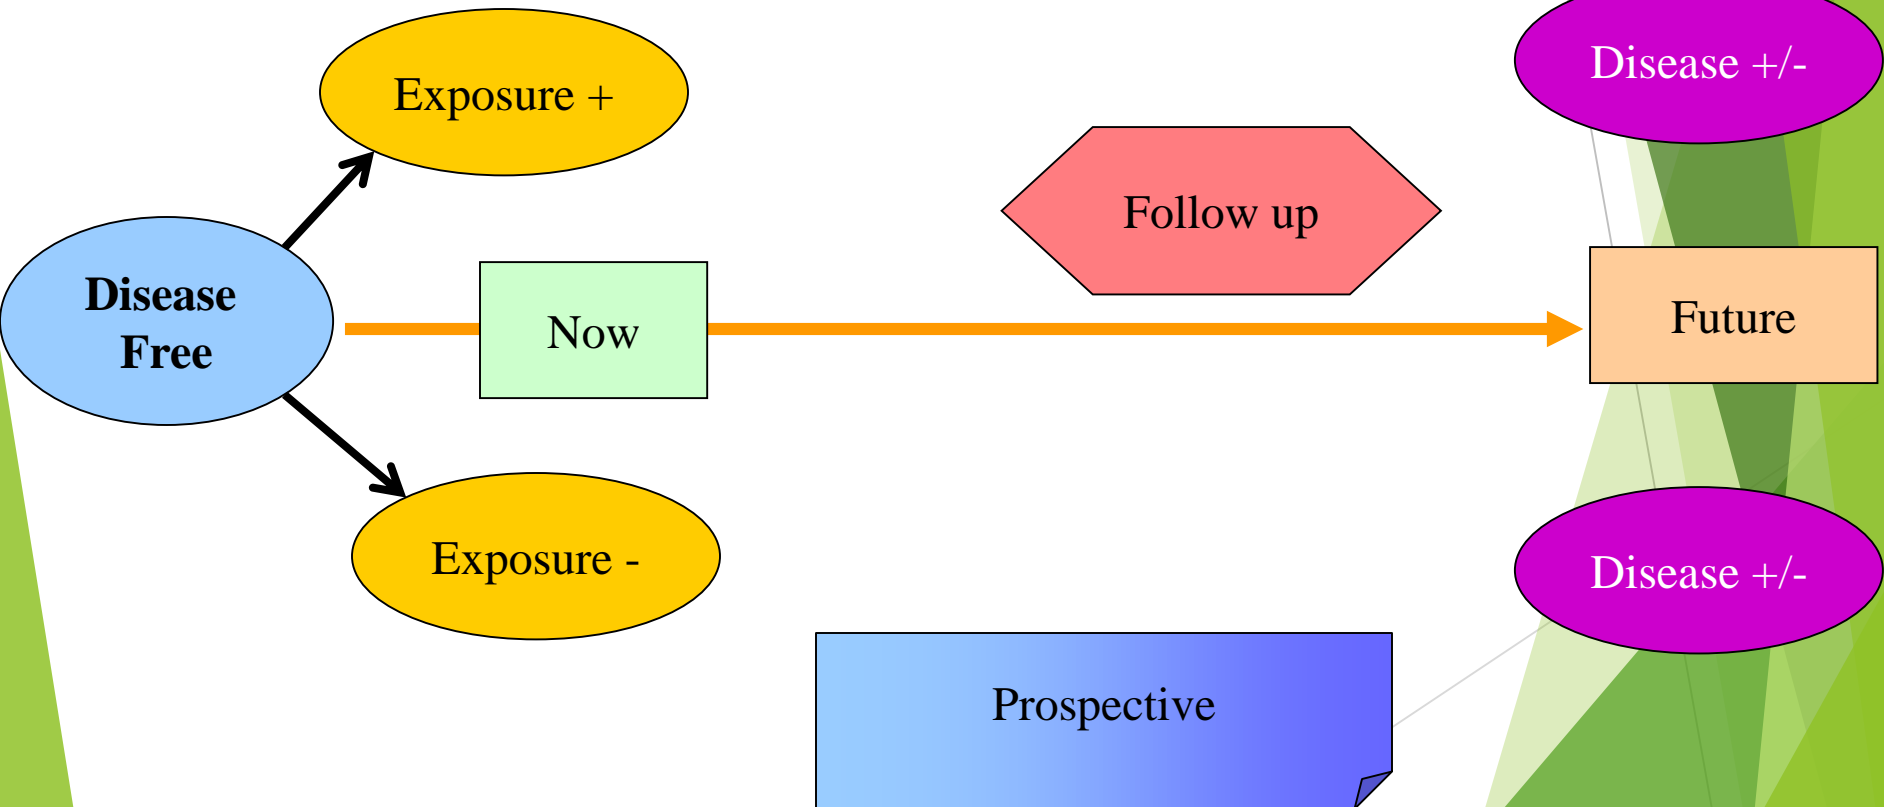 Exposure +
Disease +/-
Follow up
Disease
Free
Now
Future
Exposure -
Disease +/-
Prospective